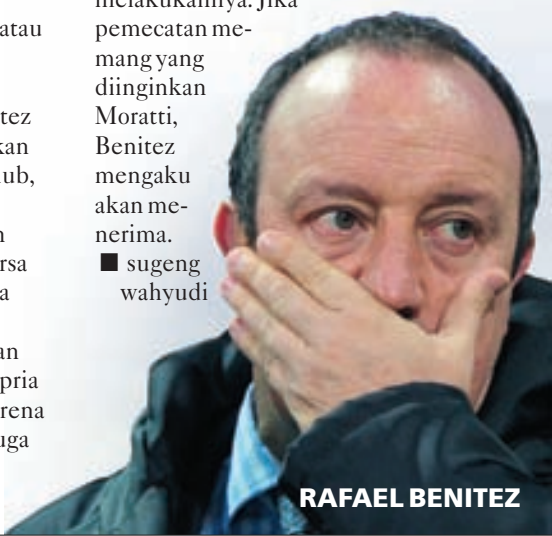 atau
tez
kan
lub,
n
rsa
a
an
pria
rena
uga
melakukannya. Jika
pemecatan me-
mang yang
diinginkan
Moratti,
Benitez
mengaku
akan me-
nerima.
■ sugeng
wahyudi
RAFAEL BENITEZ